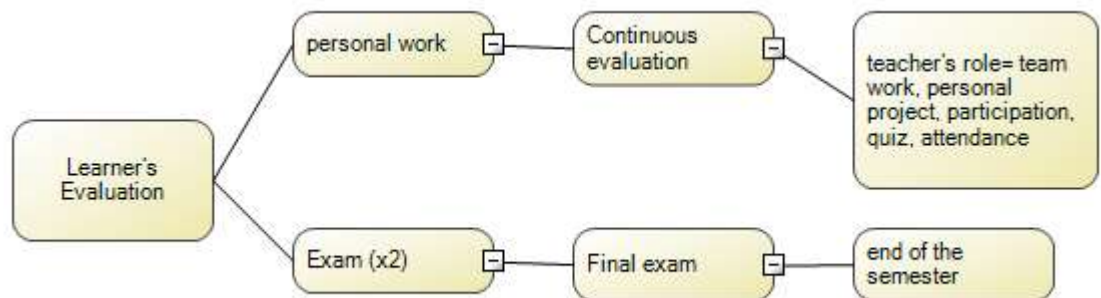 personal work
Continuous
evaluation
teacher's role= team
work, personal
project, participation,
quiz, attendance
Learner's
Evaluation
Exam (x2)
Final exam
end of the
semester